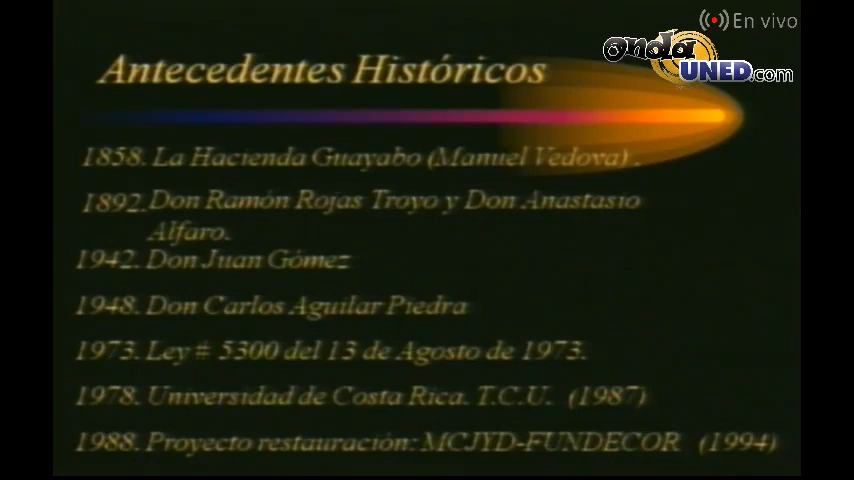 En vivo
onda
UNED.com
Antecedentes Históricos
1858. La Hacienda Guayabo (Manuel Vedova) .
1892. Don Ramón Rojas Troyo y Don Anastasio
Alfaro.
1942. Don Juan Gómez
1948. Don Carlos Aguilar Piedra
1973. Ley # 5300 del 13 de Agosto de 1973.
1978. Universidad de Costa Rica. T.C.U. (1987)
1988. Proyecto restauración: MCJYD-FUNDECOR (1994)